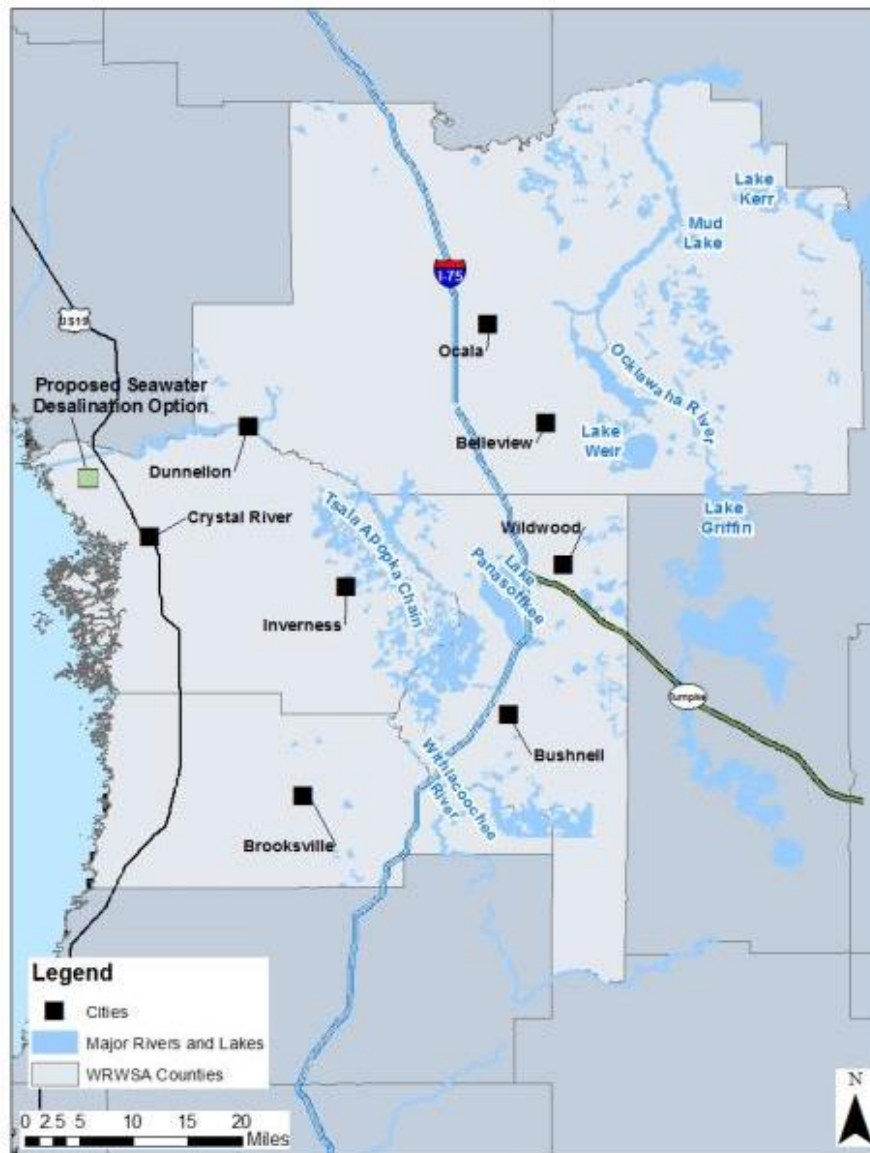 Lake
Kerr
Mud
Lake
I-75
US19
Ocala
Ocklawaha River
Proposed Seawater
Desalination Option
Dunnellon
Belleview
Lake
Weir
Lake
Griffin
Crystal River
Tsala Apopka Chain
Wildwood
Lake
Panasoffkee
Inverness
Turnpike
Bushnell
Withlacoochee
River
Brooksville
Legend
Cities
Major Rivers and Lakes
WRWSA Counties
0 2.5 5 10 15 20
Miles
N